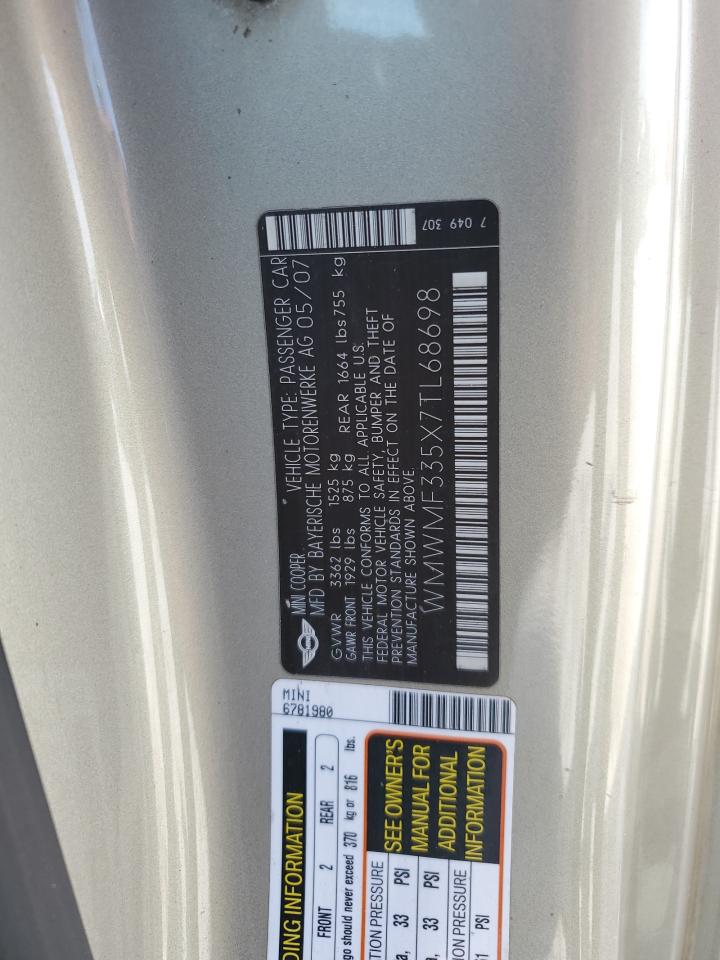 MINI COOPER
VEHICLE TYPE: PASSENGER CAR
MFD BY BAYERISCHE MOTORENWERKE AG 05/07
GVWR 3362 lbs 1525 kg
GAWR FRONT 1929 lbs 875 kg REAR 1664 lbs 755 kg
THIS VEHICLE CONFORMS TO ALL APPLICABLE U.S.
FEDERAL MOTOR VEHICLE SAFETY, BUMPER AND THEFT
PREVENTION STANDARDS IN EFFECT ON THE DATE OF
MANUFACTURE SHOWN ABOVE.
WMWMF335X7TL68698
7 049 307
MINI
6781980
DING INFORMATION
FRONT 2 REAR 2
go should never exceed 370 kg or 816 lbs.
TION PRESSURE
33 PSI
33 PSI
TION PRESSURE
PSI
SEE OWNER'S
MANUAL FOR
ADDITIONAL
INFORMATION